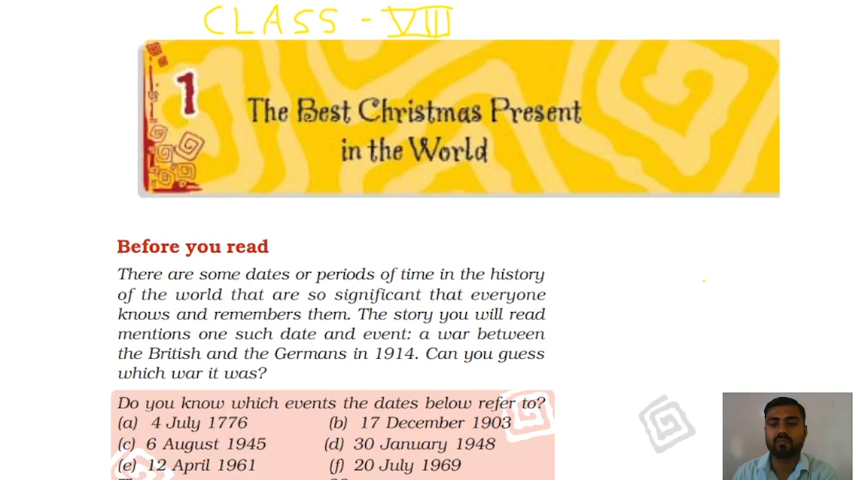 CLASS - VIII
1
The Best Christmas Present
in the World
Before you read
There are some dates or periods of time in the history
of the world that are so significant that everyone
knows and remembers them. The story you will read
mentions one such date and event: a war between
the British and the Germans in 1914. Can you guess
which war it was?
Do you know which events the dates below refer to?
(a) 4 July 1776 (b) 17 December 1903
(c) 6 August 1945 (d) 30 January 1948
(e) 12 April 1961 (f) 20 July 1969